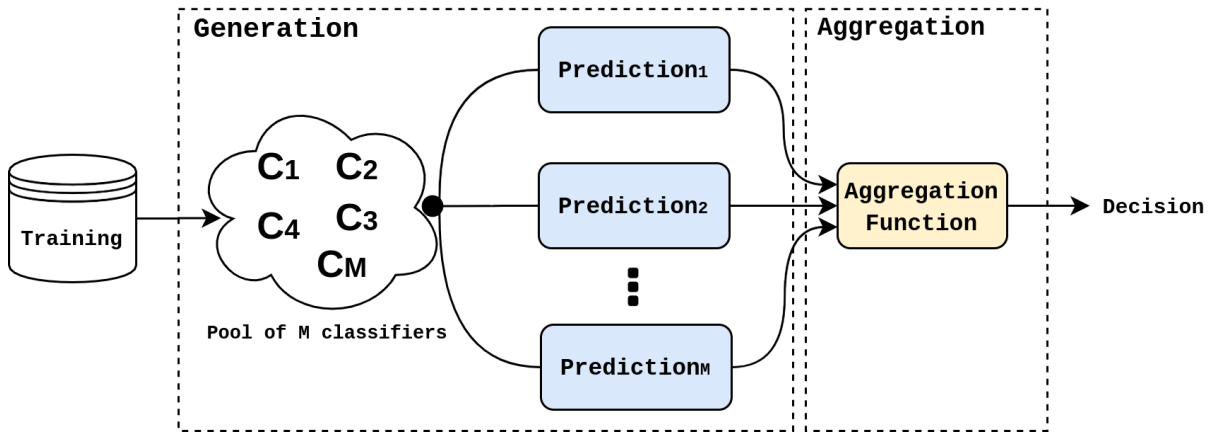 Generation
Aggregation
Prediction1
C1 C2
Training
C4 C3
CM
Prediction2
Aggregation
Function
Decision
Pool of M classifiers
PredictionM